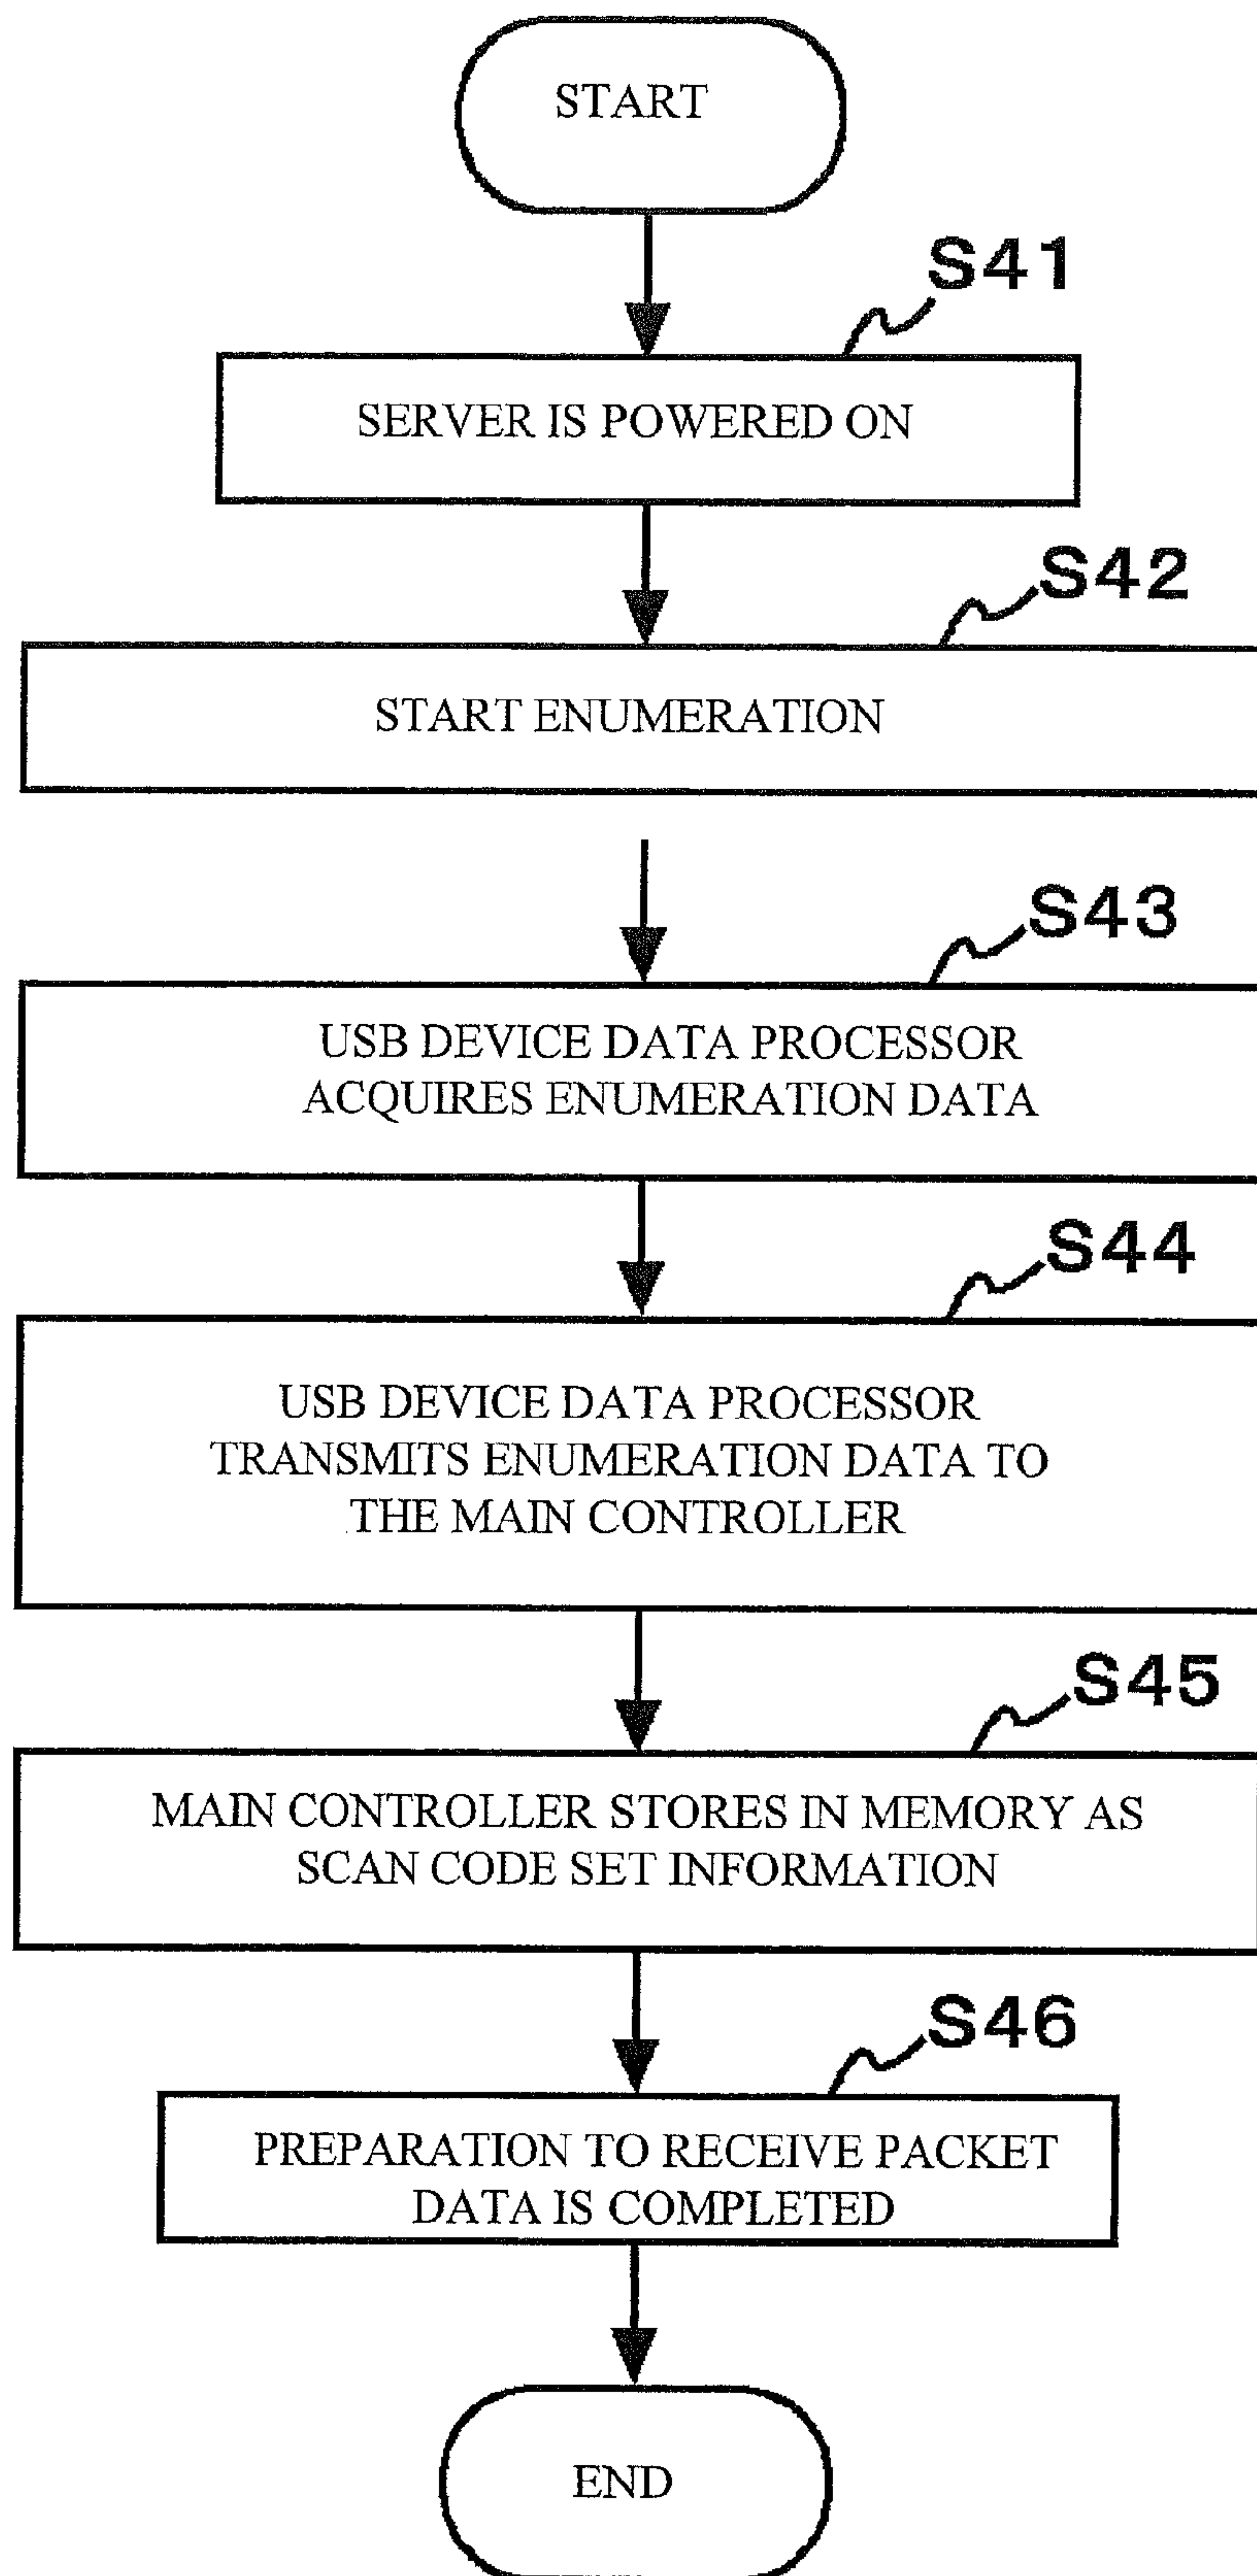 START
S41
SERVER IS POWERED ON
S42
START ENUMERATION
S43
USB DEVICE DATA PROCESSOR
ACQUIRES ENUMERATION DATA
S44
USB DEVICE DATA PROCESSOR
TRANSMITS ENUMERATION DATA TO
THE MAIN CONTROLLER
S45
MAIN CONTROLLER STORES IN MEMORY AS
SCAN CODE SET INFORMATION
S46
PREPARATION TO RECEIVE PACKET
DATA IS COMPLETED
END